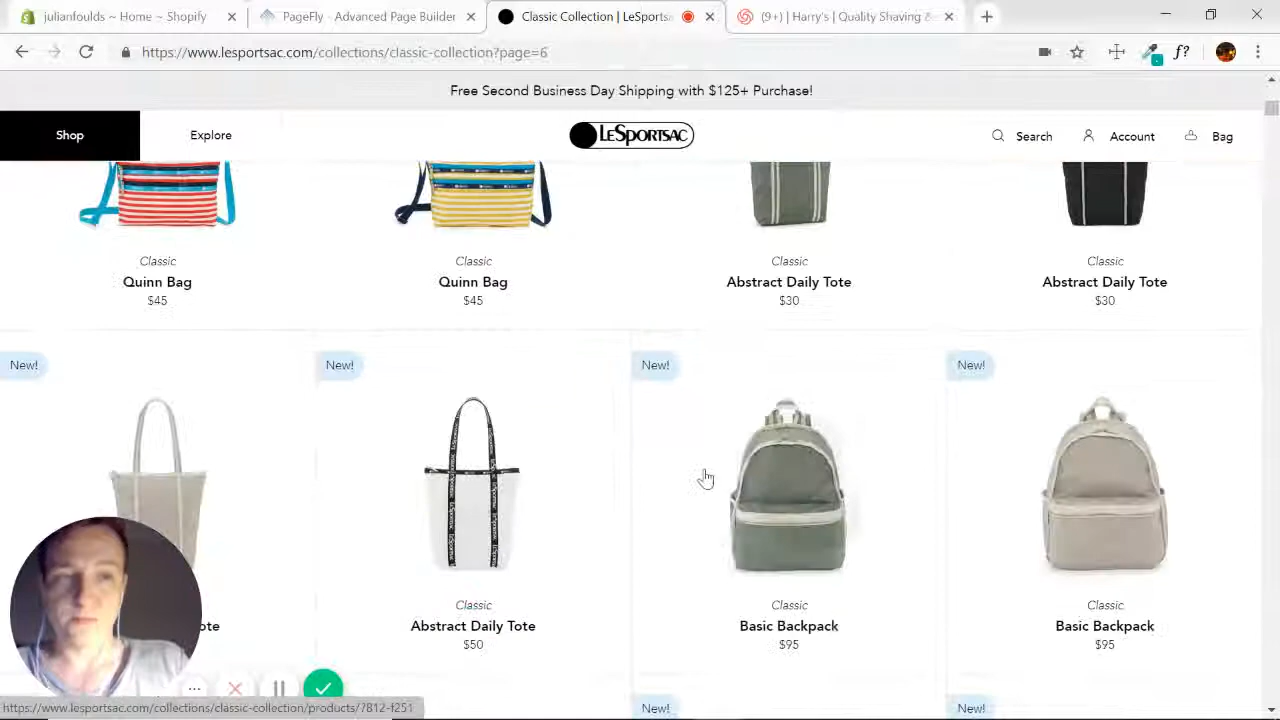 julianfoulds ~ Home ~ Shopify
PageFly - Advanced Page Builder
Classic Collection | LeSports
(9+) | Harry's | Quality Shaving &
https://www.lesportsac.com/collections/classic-collection?page=6
f?
Free Second Business Day Shipping with $125+ Purchase!
Shop
Explore
LESPORTSAC
Search
Account
Bag
Classic
Quinn Bag
$45
Classic
Quinn Bag
$45
Classic
Abstract Daily Tote
$30
Classic
Abstract Daily Tote
$30
New!
New!
New!
New!
ote
Classic
Abstract Daily Tote
$50
Classic
Basic Backpack
$95
Classic
Basic Backpack
$95
New!
New!
https://www.lesportsac.com/collections/classic-collection/products/7812-f251